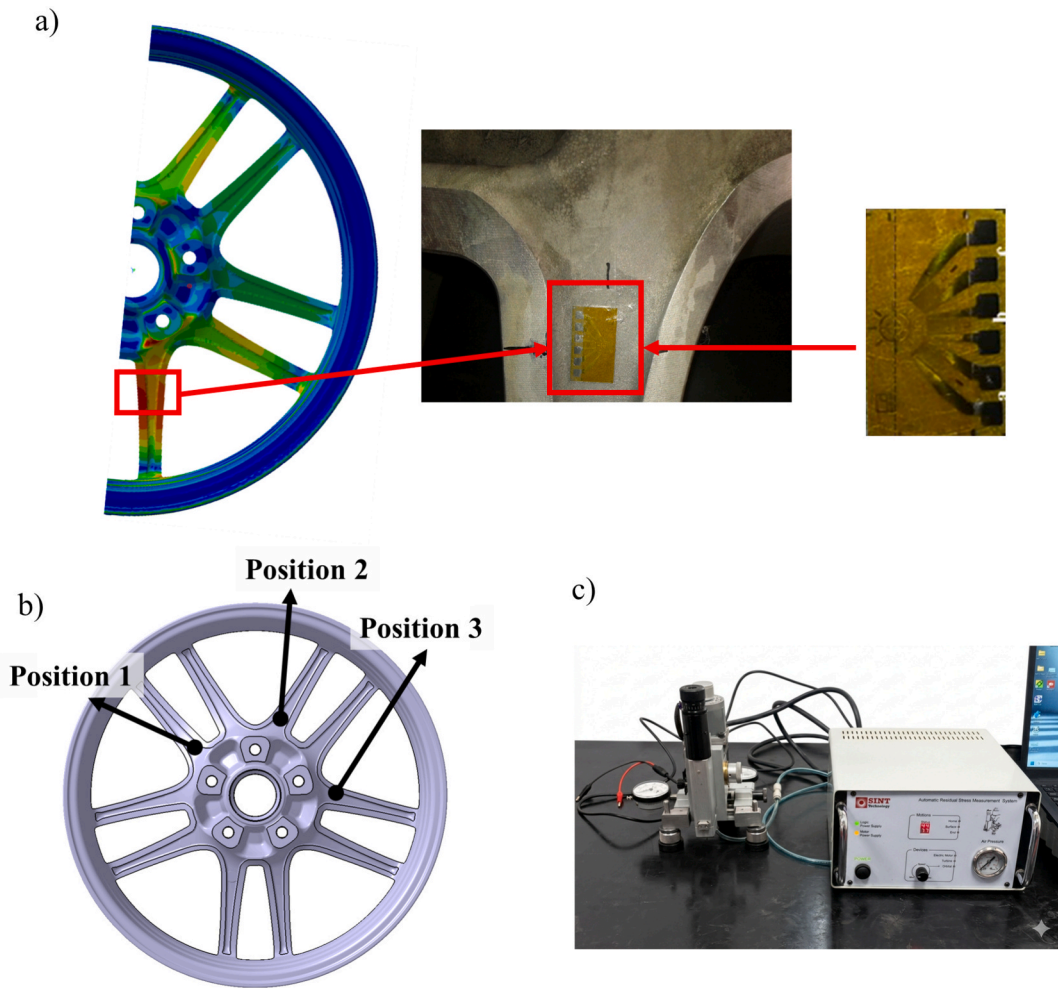 a)
b)
Position 1
Position 2
Position 3
c)
SINT
Technology
Automatic Residual Stress Measurement System
Motors
Devices
Air Pressure